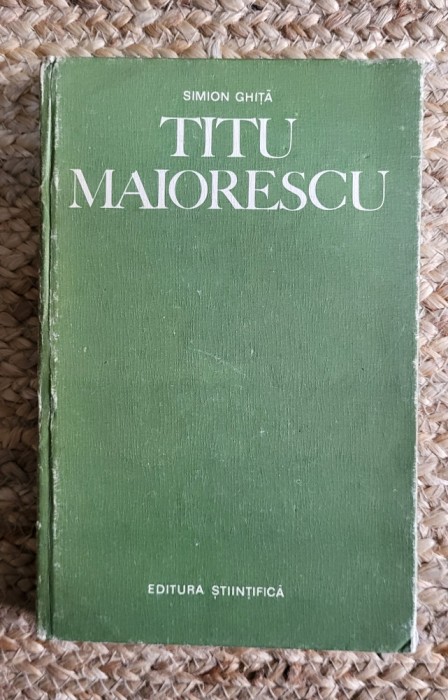 SIMION GHIȚĂ
TITU
MAIORESCU
EDITURA ȘTIINȚIFICĂ